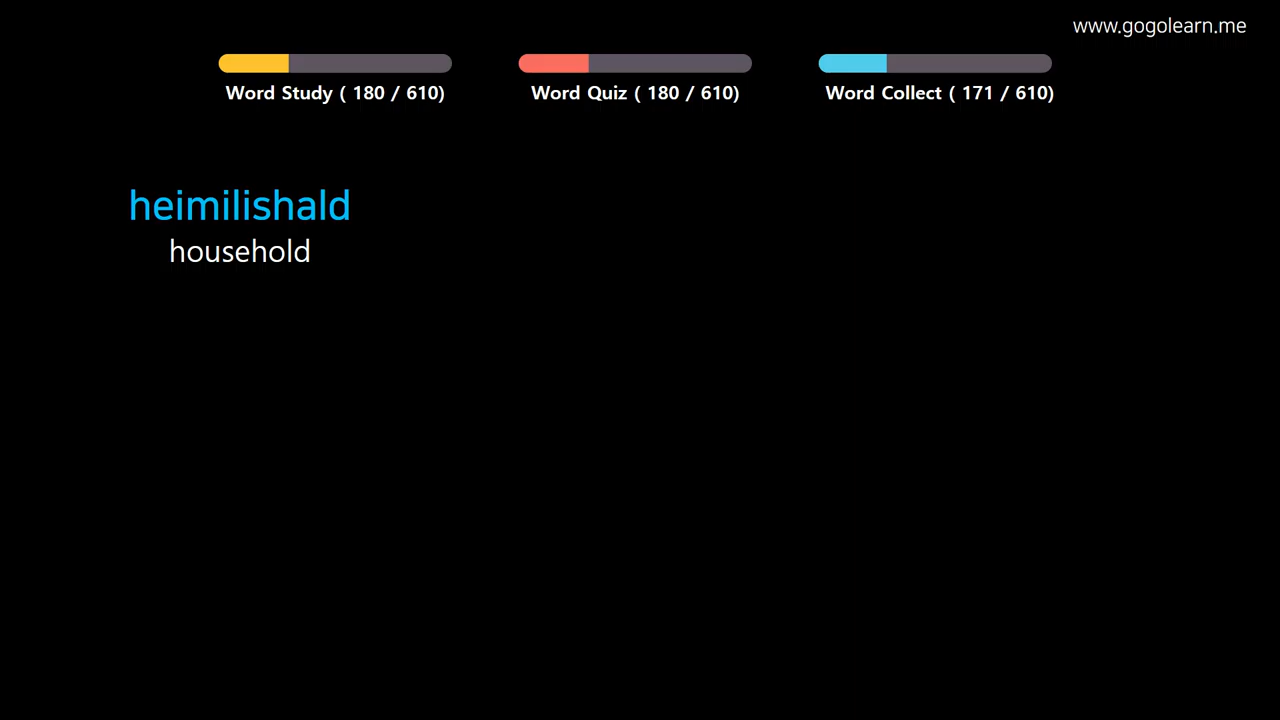 www.gogolearn.me
Word Study ( 180 / 610)
Word Quiz ( 180 / 610)
Word Collect ( 171 / 610)
heimilishald
household